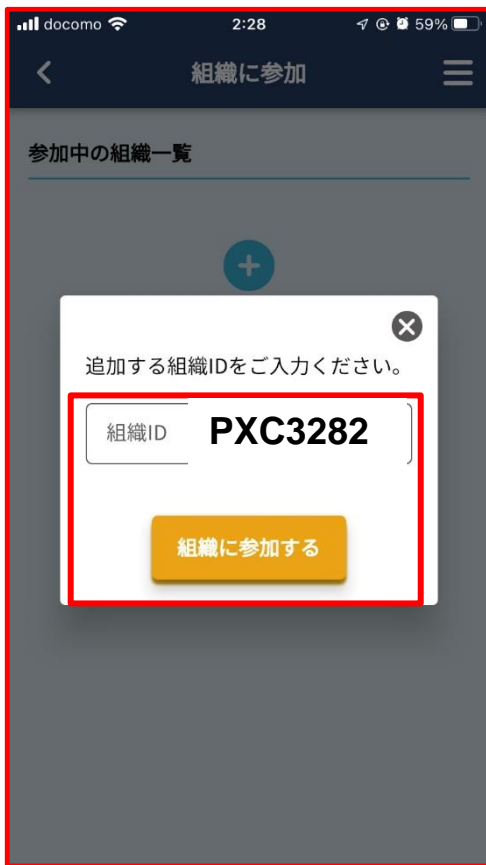 docomo 2:28 59%
組織に参加
参加中の組織一覧
追加する組織IDをご入力ください。
組織ID PXC3282
組織に参加する